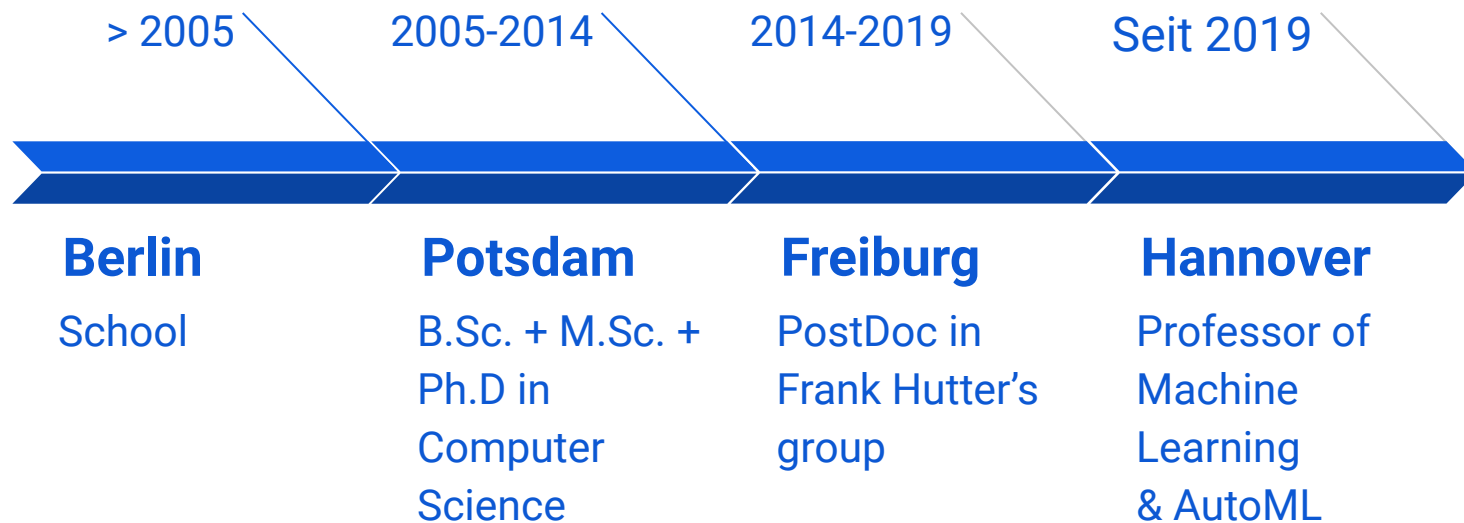 > 2005
2005-2014
2014-2019
Seit 2019
Berlin
School
Potsdam
B.Sc. + M.Sc. +
Ph.D in
Computer
Science
Freiburg
PostDoc in
Frank Hutter’s
group
Hannover
Professor of
Machine
Learning
& AutoML